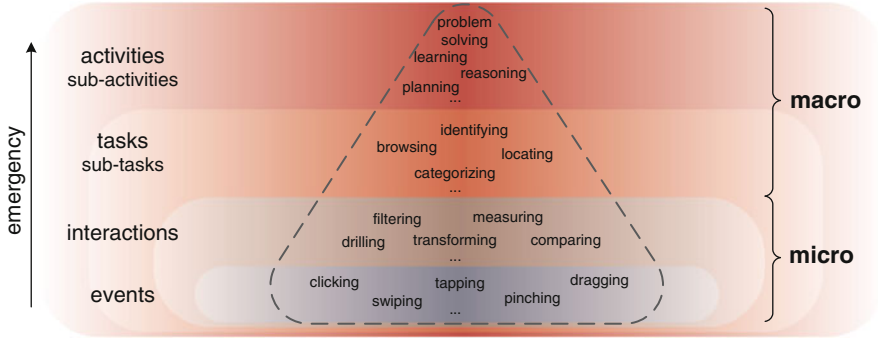 problem
solving
activities
learning
sub-activities
reasoning
planning
...
macro
tasks
identifying
browsing
sub-tasks
locating
categorizing
...
emergency
filtering
measuring
interactions
drilling
transforming
comparing
...
micro
events
clicking
tapping
dragging
swiping
pinching
...